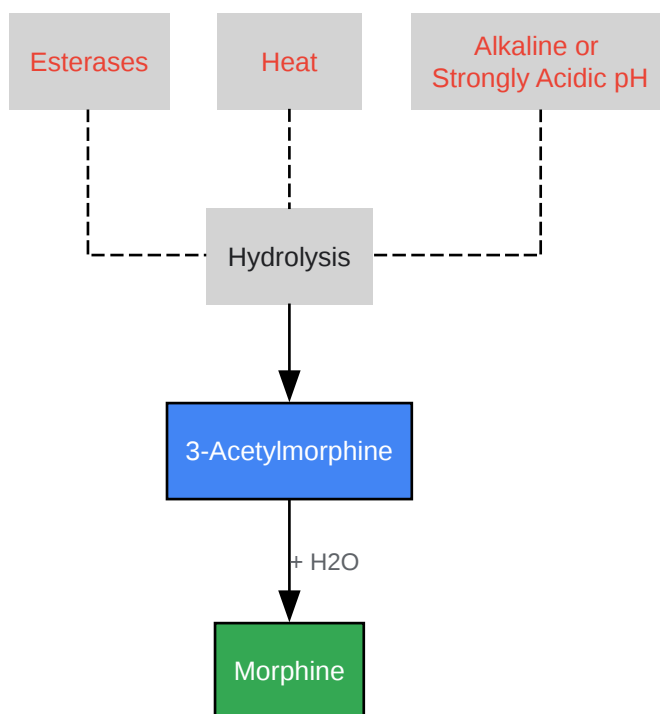 Esterases
Heat
Alkaline or
Strongly Acidic pH
Hydrolysis
3-Acetylmorphine
+ H2O
Morphine